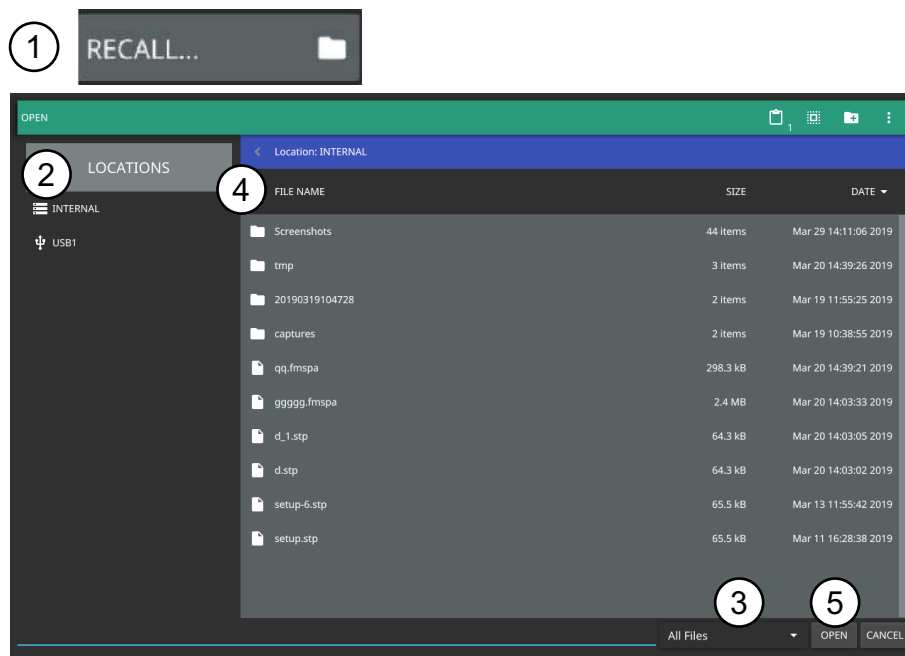 1 RECALL...
OPEN 1
2 LOCATIONS
INTERNAL
USB1
Location: INTERNAL
4 FILE NAME SIZE DATE
Screenshots 44 items Mar 29 14:11:06 2019
tmp 3 items Mar 20 14:39:26 2019
20190319104728 2 items Mar 19 11:55:25 2019
captures 2 items Mar 19 10:38:55 2019
qq.fmspa 298.3 kB Mar 20 14:39:21 2019
ggggg.fmspa 2.4 MB Mar 20 14:03:33 2019
d_1.stp 64.3 kB Mar 20 14:03:05 2019
d.stp 64.3 kB Mar 20 14:03:02 2019
setup-6.stp 65.5 kB Mar 13 11:55:42 2019
setup.stp 65.5 kB Mar 11 16:28:38 2019
3 5
All Files OPEN CANCEL